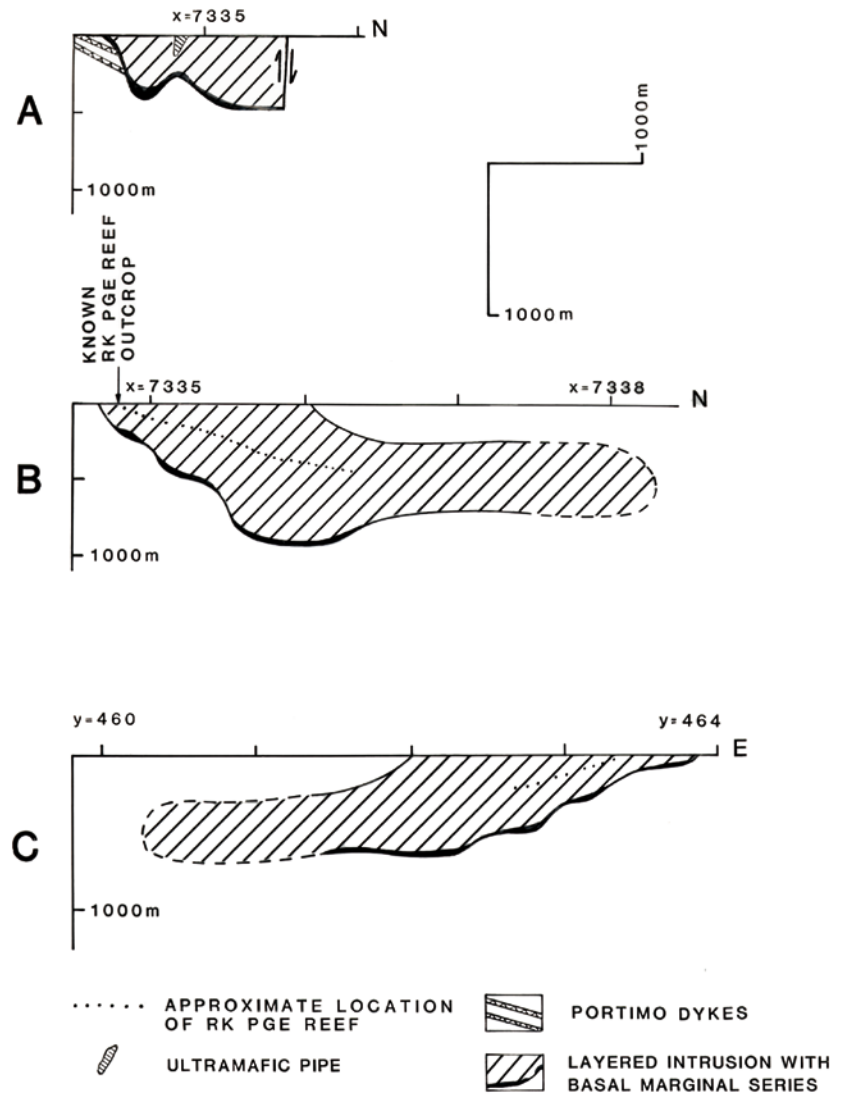 x=7335
N
A
1000m
1000m
1000m
KNOWN
RK PGE REEF
OUTCROP
x=7335
x=7338
N
B
1000m
y=460
y=464
E
C
1000m
APPROXIMATE LOCATION
OF RK PGE REEF
ULTRAMAFIC PIPE
PORTIMO DYKES
LAYERED INTRUSION WITH
BASAL MARGINAL SERIES